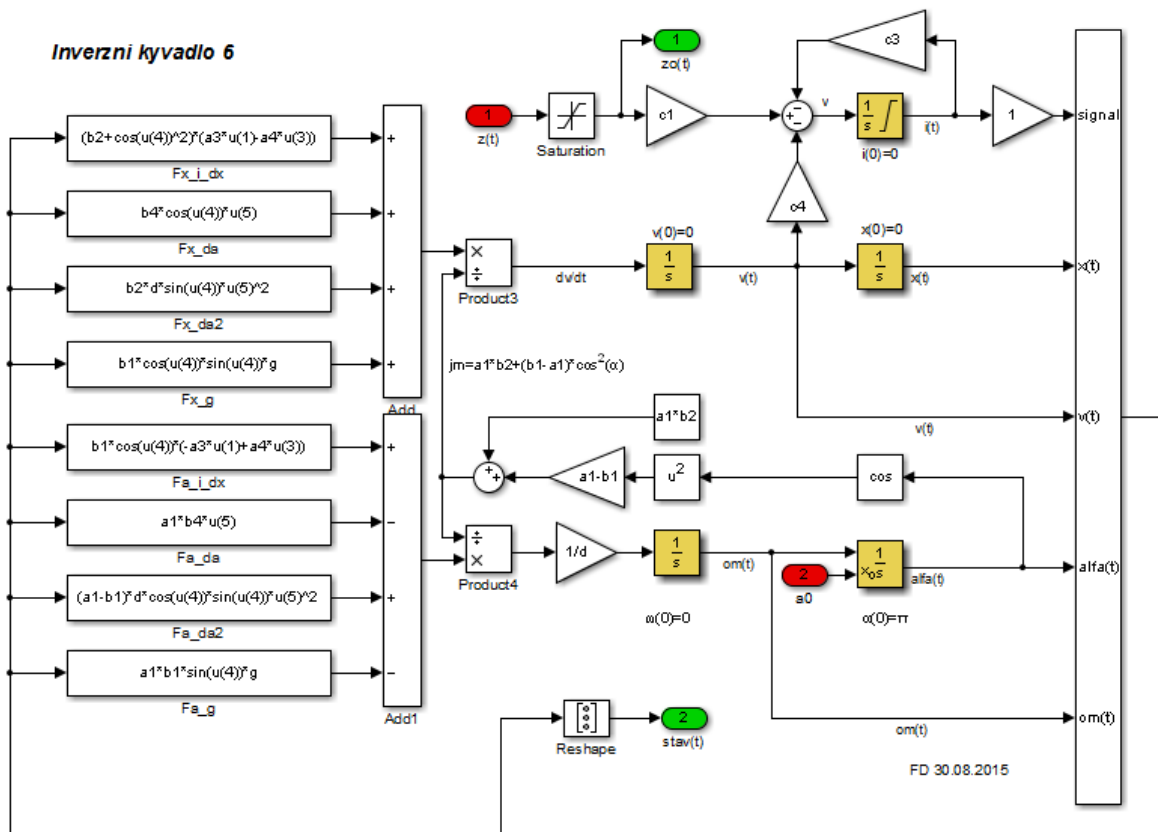 Inverzni kyvadlo 6
(b2+cos(u(4))^2)*(a3*u(1)-a4*u(3))
Fx_i_dx
b4*cos(u(4))*u(5)
Fx_da
b2*d*sin(u(4))*u(5)^2
Fx_da2
b1*cos(u(4))*sin(u(4))*g
Fx_g
b1*cos(u(4))*(-a3*u(1)+a4*u(3))
Fa_i_dx
a1*b4*u(5)
Fa_da
(a1-b1)*d*cos(u(4))*sin(u(4))*u(5)^2
Fa_da2
a1*b1*sin(u(4))*g
Fa_g
+
+
+
+
Add
+
−
+
−
Add1
1
z(t)
Saturation
1
zo(t)
c1
+−−
v
c3
1
s
i(0)=0
i(t)
1
c4
×
÷
Product3
dv/dt
v(0)=0
1
s
v(t)
x(0)=0
1
s
x(t)
jm=a1*b2+(b1-a1)*cos²(α)
a1*b2
v(t)
++
a1-b1
u²
cos
÷
×
Product4
1/d
1
s
om(t)
ω(0)=0
2
a0
1
xₒs
alfa(t)
α(0)=π
Reshape
2
stav(t)
om(t)
signal
x(t)
v(t)
alfa(t)
om(t)
FD 30.08.2015